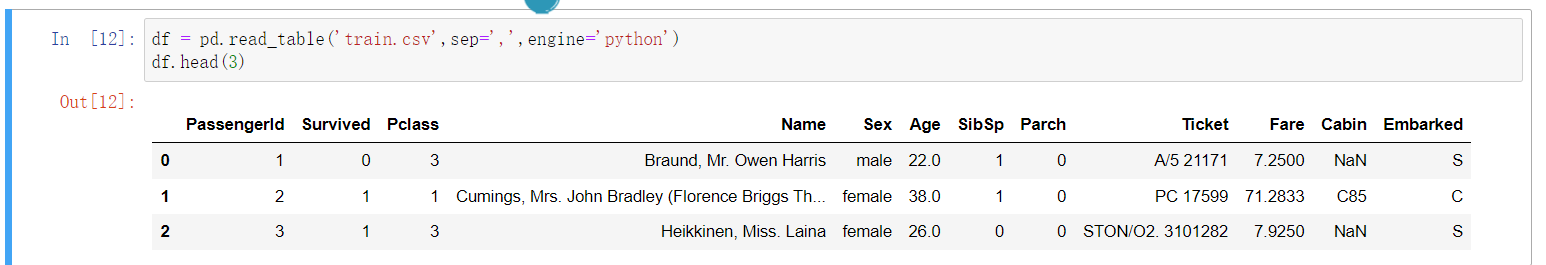 In [12]: df = pd.read_table('train.csv',sep=',',engine='python')
df.head(3)
Out[12]:
PassengerId Survived Pclass Name Sex Age SibSp Parch Ticket Fare Cabin Embarked
0 1 0 3 Braund, Mr. Owen Harris male 22.0 1 0 A/5 21171 7.2500 NaN S
1 2 1 1 Cumings, Mrs. John Bradley (Florence Briggs Th... female 38.0 1 0 PC 17599 71.2833 C85 C
2 3 1 3 Heikkinen, Miss. Laina female 26.0 0 0 STON/O2. 3101282 7.9250 NaN S